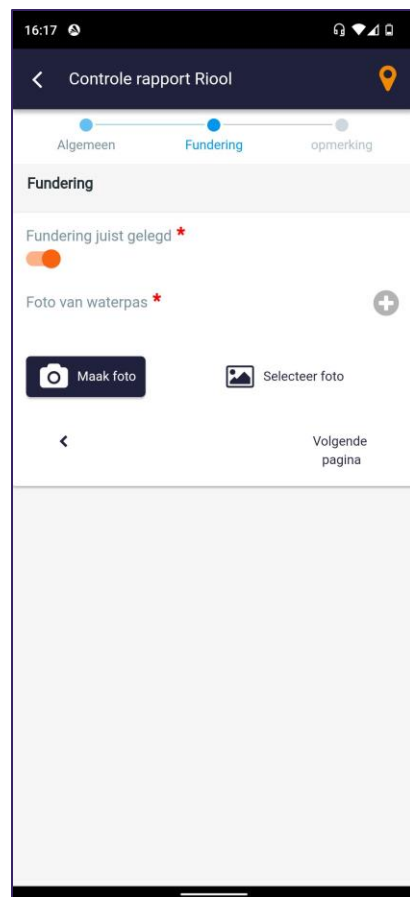 16:17
Controle rapport Riool
Algemeen Fundering opmerking
Fundering
Fundering juist gelegd *
Foto van waterpas *
Maak foto Selecteer foto
Volgende
pagina